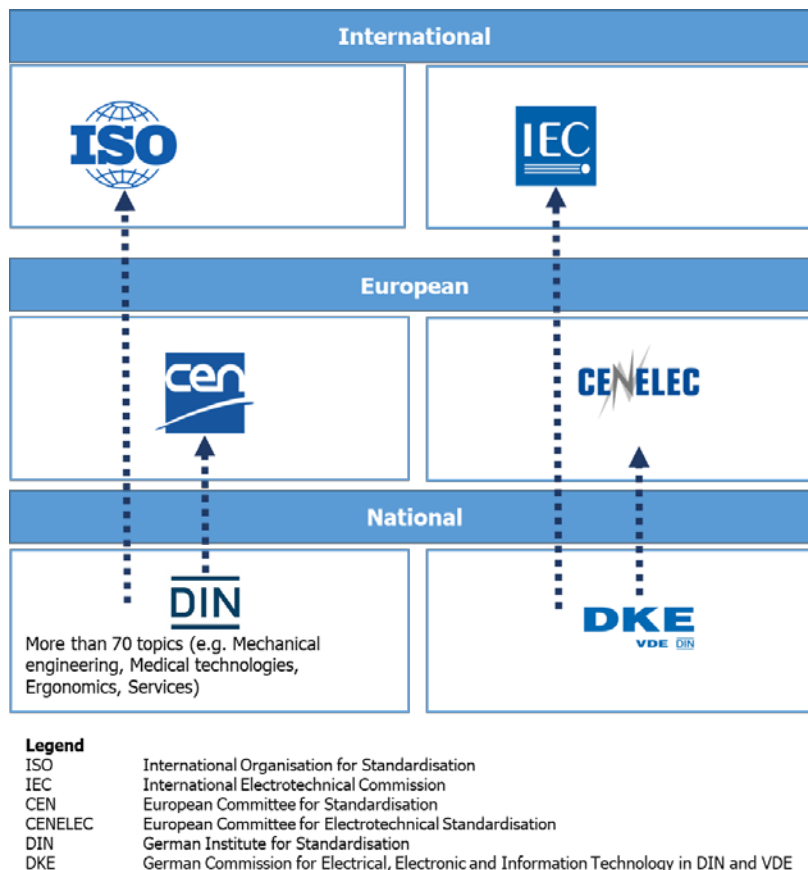 International
ISO
IEC
European
cen
CENELEC
National
DIN
More than 70 topics (e.g. Mechanical
engineering, Medical technologies,
Ergonomics, Services)
DKE
VDE DIN
Legend
ISO International Organisation for Standardisation
IEC International Electrotechnical Commission
CEN European Committee for Standardisation
CENELEC European Committee for Electrotechnical Standardisation
DIN German Institute for Standardisation
DKE German Commission for Electrical, Electronic and Information Technology in DIN and VDE